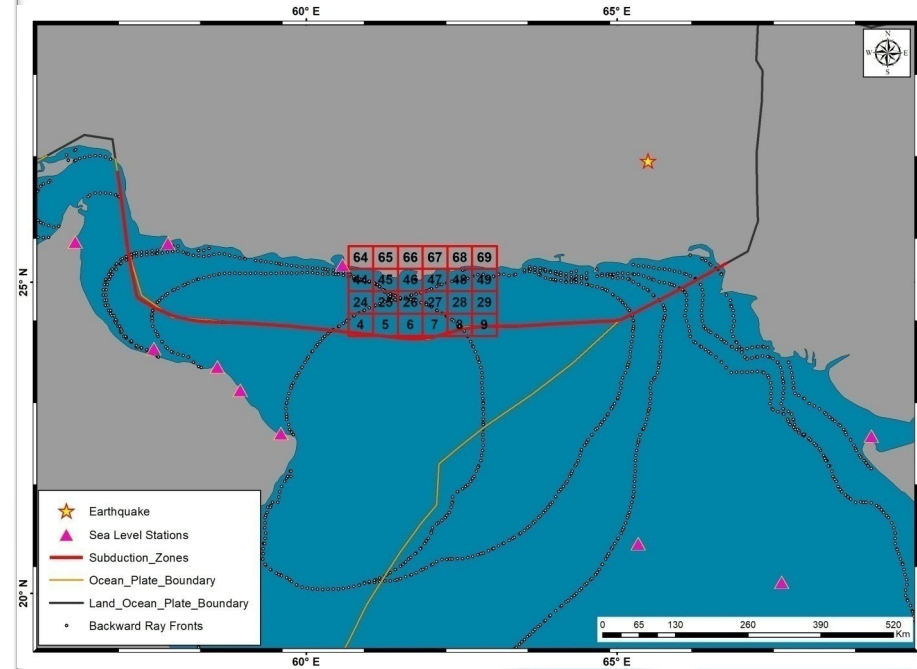 60° E 65° E
N
W E
S
64 65 66 67 68 69
44 45 46 47 48 49
25° N
24 25 26 27 28 29
4 5 6 7 8 9
Earthquake
Sea Level Stations
Subduction_Zones
Ocean_Plate_Boundary
Land_Ocean_Plate_Boundary
Backward Ray Fronts
20° N
0 65 130 260 390 520
Km
60° E 65° E